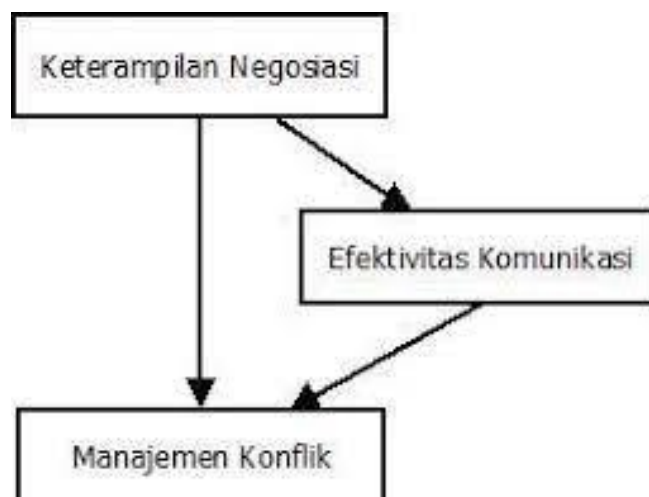 Keterampilan Negosiasi
Efektivitas Komunikasi
Manajemen Konflik